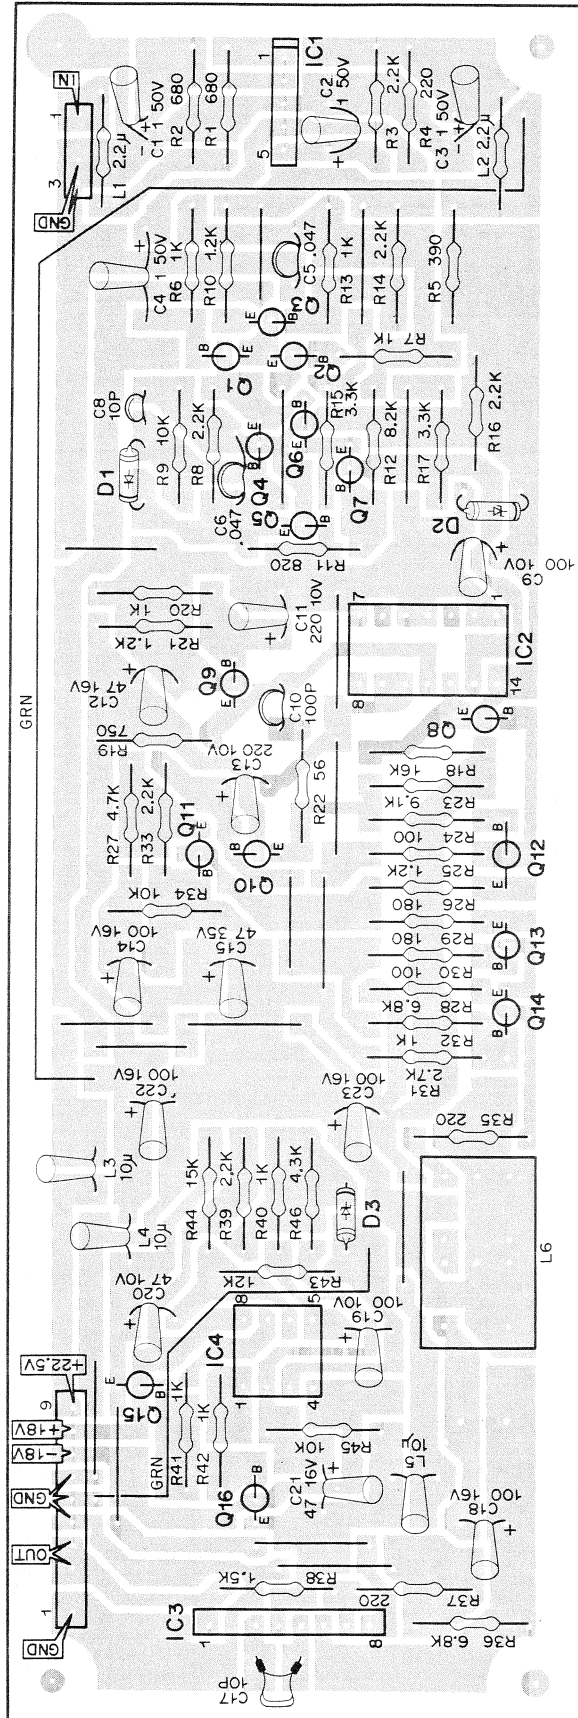 IN
1
3
GND
L1
2.2µ
C1 1 50V
R2 680
R1 680
IC1
1
5
C2
1 50V
R3 2.2K
R4 220
C3 1 50V
L2 2.2µ
GRN
C4 1 50V
R6 1K
R10 1.2K
C5 .047
R13 1K
R14 2.2K
R5 390
Q3
B
E
Q1
B
E
Q2
B
E
R7 1K
C8
10P
D1
R9 10K
R8 2.2K
C6
.047
Q4
B
E
Q6
B
E
Q5
B
E
R15
3.3K
Q7
E
B
R12 8.2K
R17 3.3K
R16 2.2K
D2
R11
820
C9
100 10V
R20
1K
R21
1.2K
C11
220 10V
IC2
7
1
8
14
C12
47 16V
Q9
B
E
C10
100P
Q8
E
B
R19
750
C13
220 10V
R22 56
R18
16K
R23
9.1K
R24
100
R25
1.2K
R26
180
R29
180
R30
100
R28
6.8K
R32
1K
R31
2.7K
R27 4.7K
R33 2.2K
Q11
E
B
Q10
B
E
Q12
B
E
Q13
E
B
Q14
E
B
R34
10K
C14
100 16V
C15
47 35V
C22
100 16V
C23
100 16V
R35
220
L3
10µ
L4
10µ
R44 15K
R39 2.2K
R40 1K
R46 4.3K
D3
L6
R43
12K
C20
47 10V
IC4
8
5
1
4
C19
100 10V
+22.5V
+18V
-18V
GND
OUT
GND
9
1
Q15
E
B
R41 1K
R42 1K
GRN
R45
10K
Q16
B
E
C21
47 16V
L5
10µ
C18
100 16V
R38
1.5K
R37
220
R36
6.8K
IC3
1
8
C17
10P